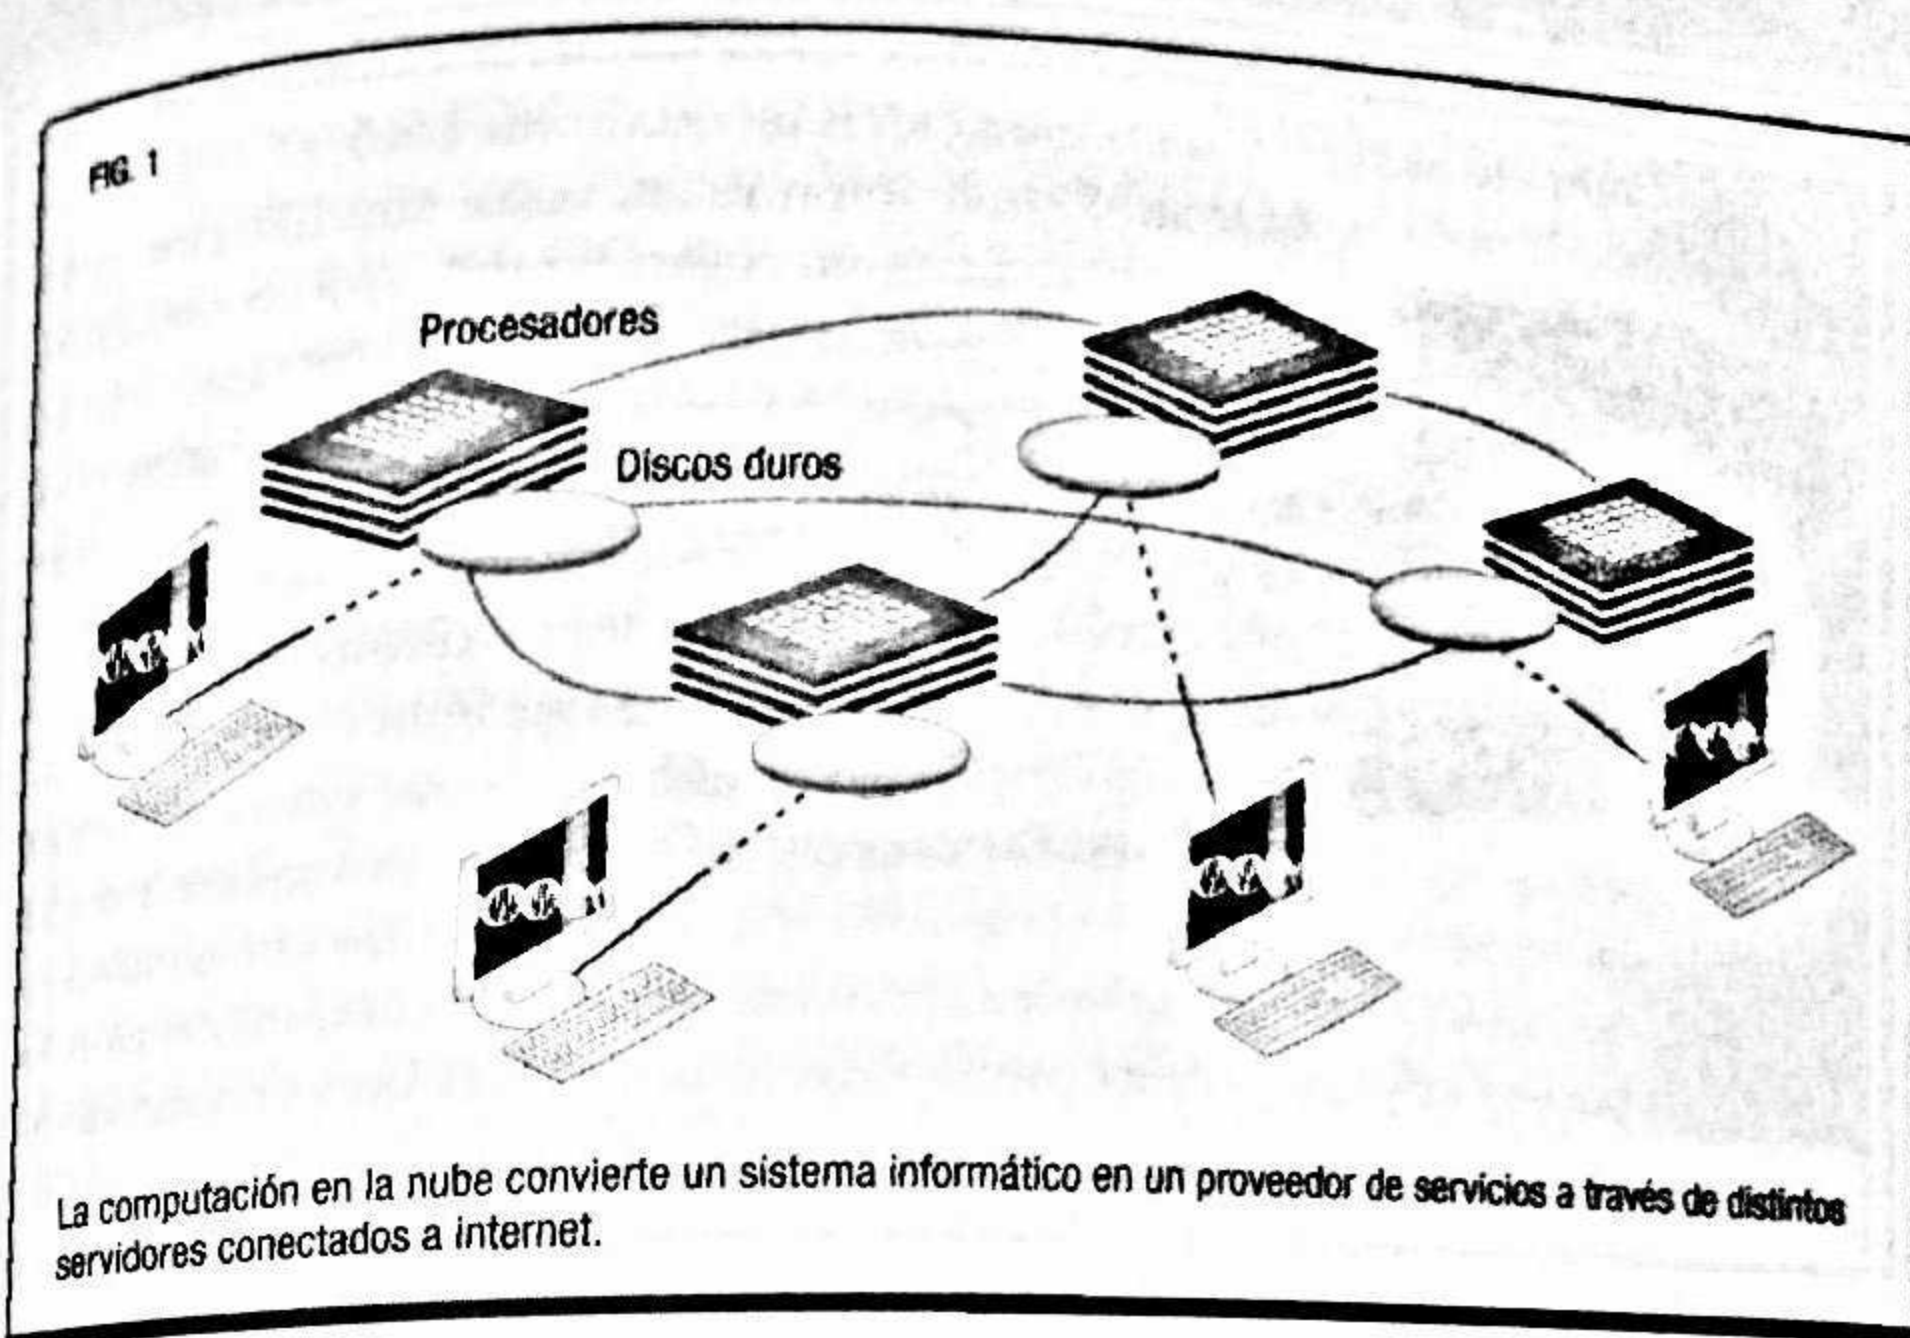 FIG. 1
Procesadores
Discos duros
La computación en la nube convierte un sistema informático en un proveedor de servicios a través de distintos
servidores conectados a internet.